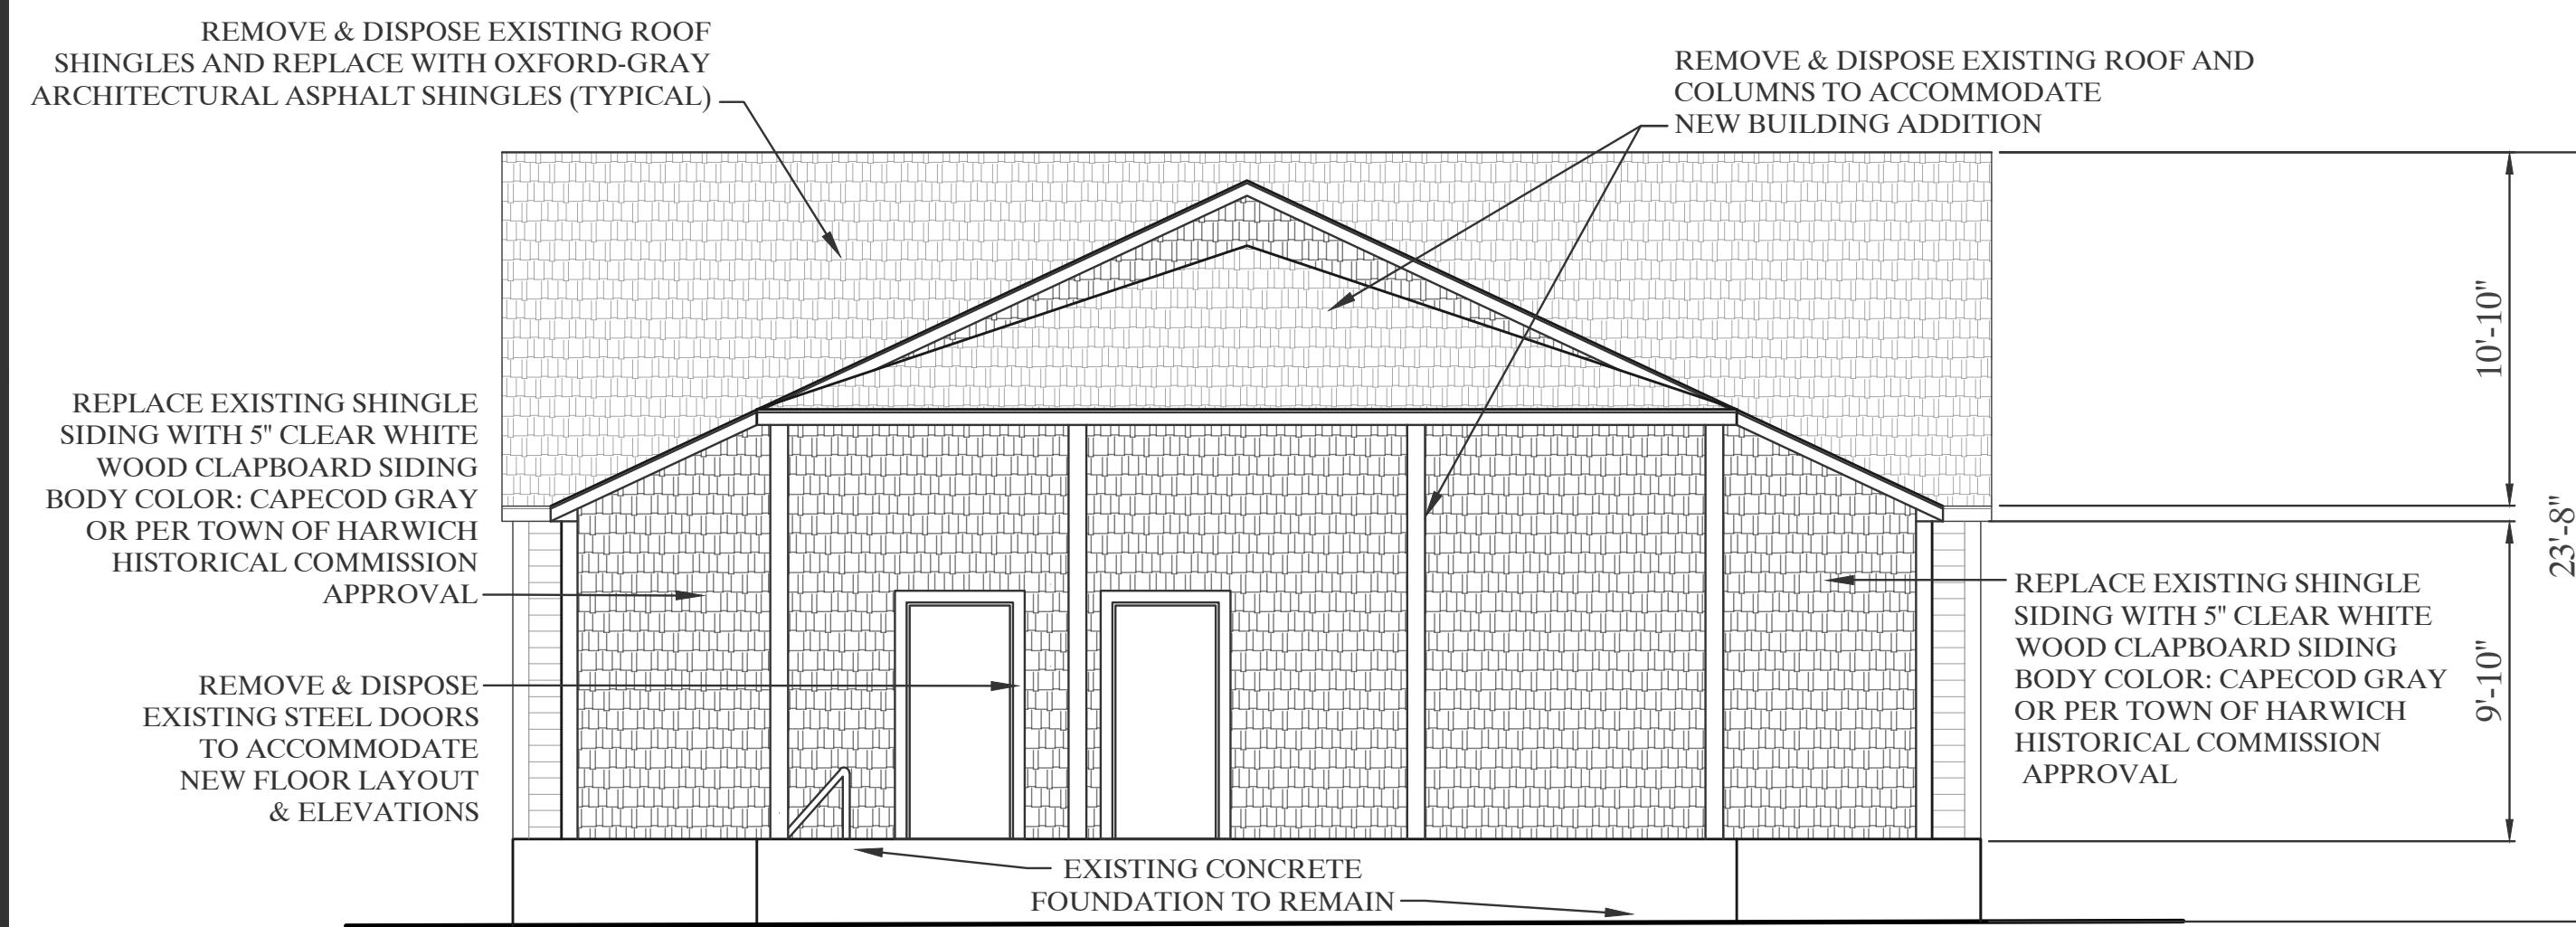 REMOVE & DISPOSE EXISTING ROOF
SHINGLES AND REPLACE WITH OXFORD-GRAY
ARCHITECTURAL ASPHALT SHINGLES (TYPICAL)
REMOVE & DISPOSE EXISTING ROOF AND
COLUMNS TO ACCOMMODATE
NEW BUILDING ADDITION
REPLACE EXISTING SHINGLE
SIDING WITH 5" CLEAR WHITE
WOOD CLAPBOARD SIDING
BODY COLOR: CAPECOD GRAY
OR PER TOWN OF HARWICH
HISTORICAL COMMISSION
APPROVAL
REMOVE & DISPOSE
EXISTING STEEL DOORS
TO ACCOMMODATE
NEW FLOOR LAYOUT
& ELEVATIONS
EXISTING CONCRETE
FOUNDATION TO REMAIN
REPLACE EXISTING SHINGLE
SIDING WITH 5" CLEAR WHITE
WOOD CLAPBOARD SIDING
BODY COLOR: CAPECOD GRAY
OR PER TOWN OF HARWICH
HISTORICAL COMMISSION
APPROVAL
10'-10"
9'-10"
23'-8"